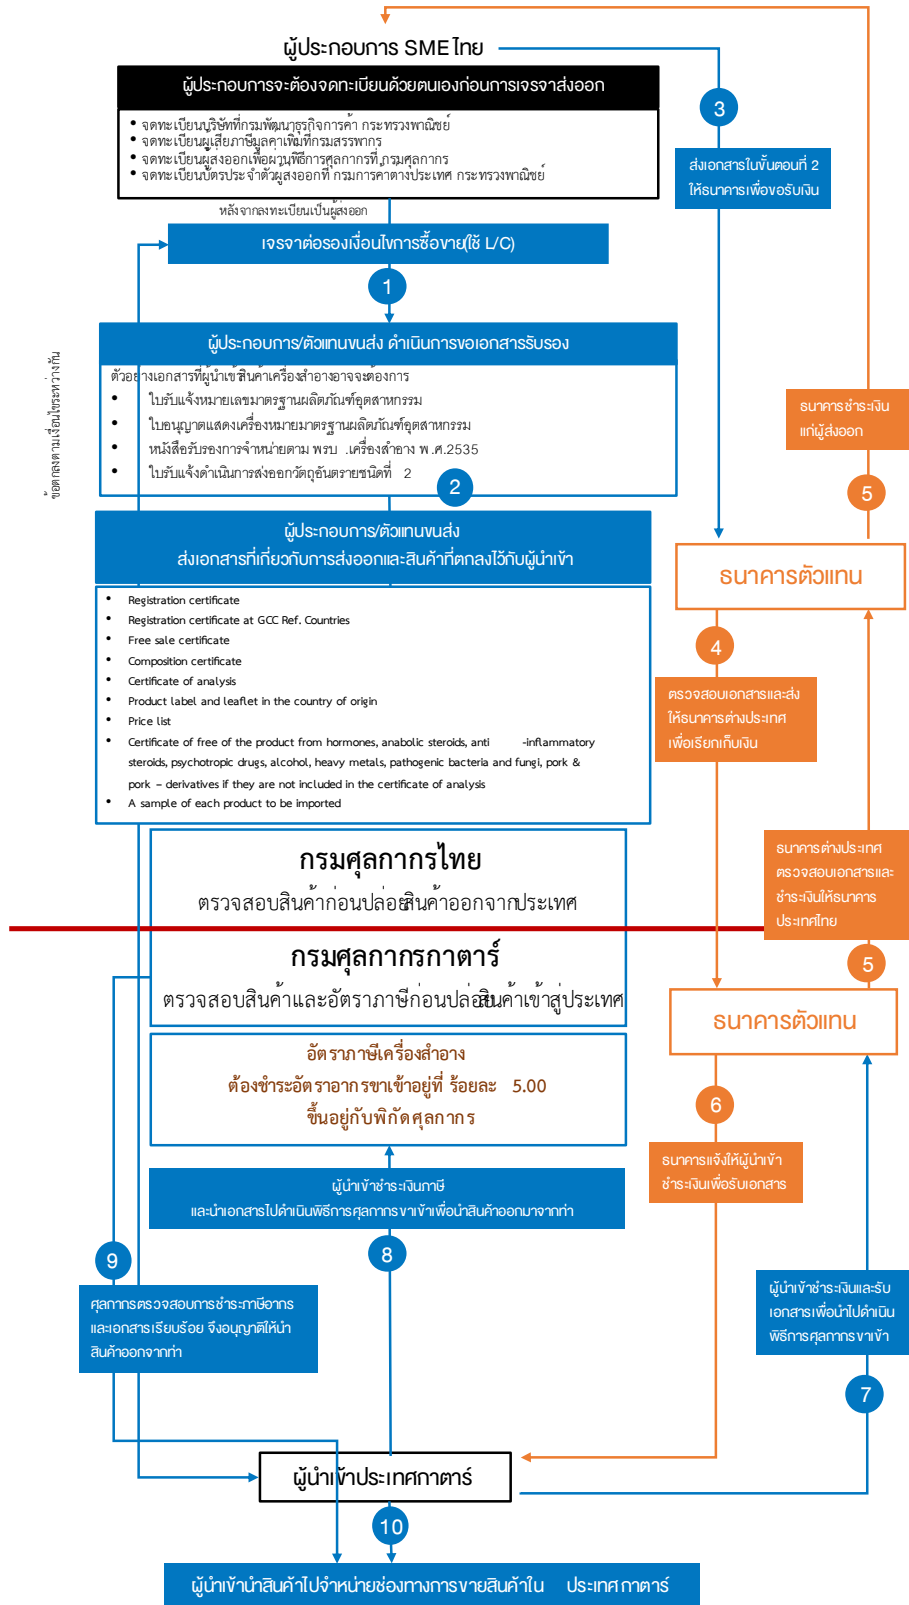 ผู้ประกอบการ SME ไทย
ผู้ประกอบการจะต้องจดทะเบียนด้วยตนเองก่อนการเจรจาส่งออก
• จดทะเบียนบริษัทที่กรมพัฒนาธุรกิจการค้า กระทรวงพาณิชย์
• จดทะเบียนผู้เสียภาษีมูลค่าเพิ่มที่กรมสรรพากร
• จดทะเบียนผู้ส่งออกเพื่อผ่านพิธีการศุลกากรที่ กรมศุลกากร
• จดทะเบียนบัตรประจำตัวผู้ส่งออกที่ กรมการค้าต่างประเทศ กระทรวงพาณิชย์
3
ส่งเอกสารในขั้นตอนที่ 2
ให้ธนาคารเพื่อขอรับเงิน
หลังจากลงทะเบียนเป็นผู้ส่งออก
เจรจาต่อรองเงื่อนไขการซื้อขาย(ใช้ L/C)
1
ข้อตกลงตามเงื่อนไขระหว่างกัน
ผู้ประกอบการ/ตัวแทนขนส่ง ดำเนินการขอเอกสารรับรอง
ตัวอย่างเอกสารที่ผู้นำเข้าสินค้าเครื่องสำอางอาจจะต้องการ
• ใบรับแจ้งหมายเลขมาตรฐานผลิตภัณฑ์อุตสาหกรรม
• ใบอนุญาตแสดงเครื่องหมายมาตรฐานผลิตภัณฑ์อุตสาหกรรม
• หนังสือรับรองการจำหน่ายตาม พรบ .เครื่องสำอาง พ.ศ.2535
• ใบรับแจ้งดำเนินการส่งออกวัตถุอันตรายชนิดที่ 2
2
ธนาคารชำระเงิน
แก่ผู้ส่งออก
5
ผู้ประกอบการ/ตัวแทนขนส่ง
ส่งเอกสารที่เกี่ยวกับการส่งออกและสินค้าที่ตกลงไว้กับผู้นำเข้า
ธนาคารตัวแทน
• Registration certificate
• Registration certificate at GCC Ref. Countries
• Free sale certificate
• Composition certificate
• Certificate of analysis
• Product label and leaflet in the country of origin
• Price list
• Certificate of free of the product from hormones, anabolic steroids, anti -inflammatory
steroids, psychotropic drugs, alcohol, heavy metals, pathogenic bacteria and fungi, pork &
pork – derivatives if they are not included in the certificate of analysis
• A sample of each product to be imported
4
ตรวจสอบเอกสารและส่ง
ให้ธนาคารต่างประเทศ
เพื่อเรียกเก็บเงิน
กรมศุลกากรไทย
ตรวจสอบสินค้าก่อนปล่อยสินค้าออกจากประเทศ
ธนาคารต่างประเทศ
ตรวจสอบเอกสารและ
ชำระเงินให้ธนาคาร
ประเทศไทย
5
กรมศุลกากรกาตาร์
ตรวจสอบสินค้าและอัตราภาษีก่อนปล่อยสินค้าเข้าสู่ประเทศ
ธนาคารตัวแทน
อัตราภาษีเครื่องสำอาง
ต้องชำระอัตราอากรขาเข้าอยู่ที่ ร้อยละ 5.00
ขึ้นอยู่กับพิกัดศุลกากร
6
ธนาคารแจ้งให้ผู้นำเข้า
ชำระเงินเพื่อรับเอกสาร
ผู้นำเข้าชำระเงินภาษี
และนำเอกสารไปดำเนินพิธีการศุลกากรขาเข้าเพื่อนำสินค้าออกมาจากท่า
8
9
ศุลกากรตรวจสอบการชำระภาษีอากร
และเอกสารเรียบร้อย จึงอนุญาติให้นำ
สินค้าออกจากท่า
ผู้นำเข้าชำระเงินและรับ
เอกสารเพื่อนำไปดำเนิน
พิธีการศุลกากรขาเข้า
7
ผู้นำเข้าประเทศกาตาร์
10
ผู้นำเข้านำสินค้าไปจำหน่ายช่องทางการขายสินค้าใน ประเทศ กาตาร์